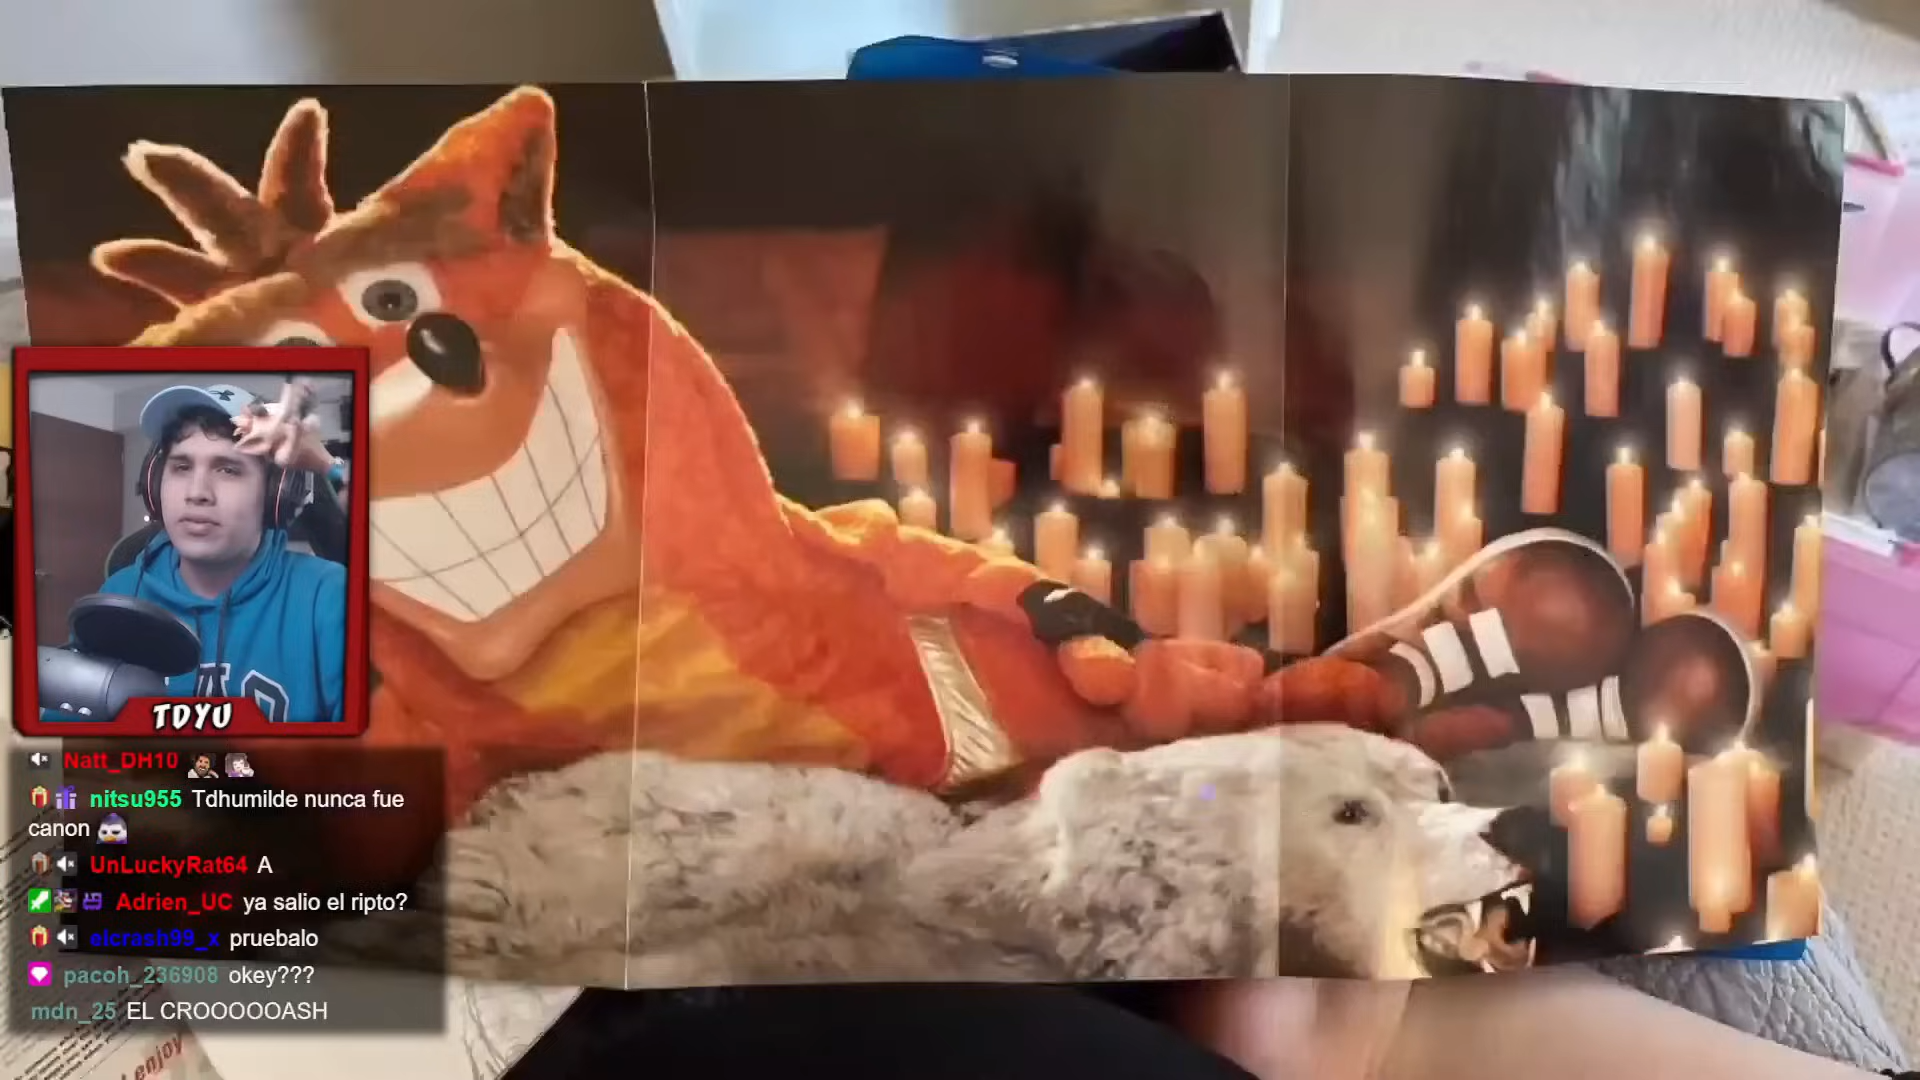 TDYU
Natt_DH10
nitsu955 Tdhumilde nunca fue
canon
UnLuckyRat64 A
Adrien_UC ya salio el ripto?
elcrash99_x pruebalo
pacoh_236908 okey???
mdn_25 EL CROOOOOASH
enjoy